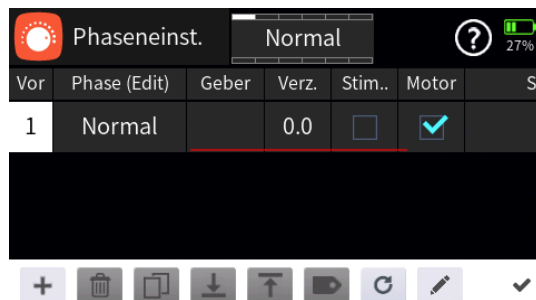 Phaseneinst.
Normal
?
27%
Vor Phase (Edit) Geber Verz. Stim.. Motor S
1 Normal 0.0